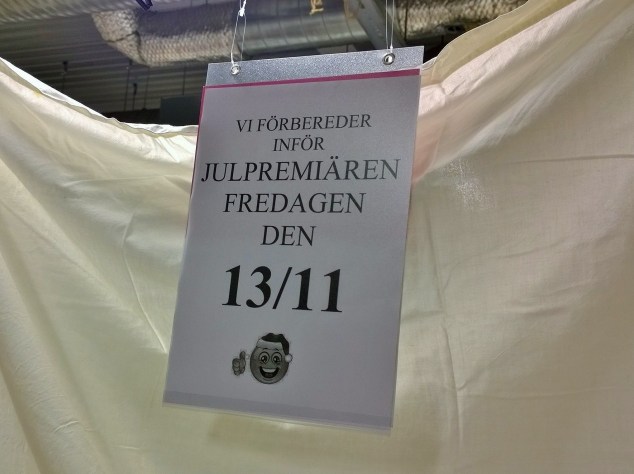 VI FÖRBEREDER
INFÖR
JULPREMIÄREN
FREDAGEN
DEN
13/11